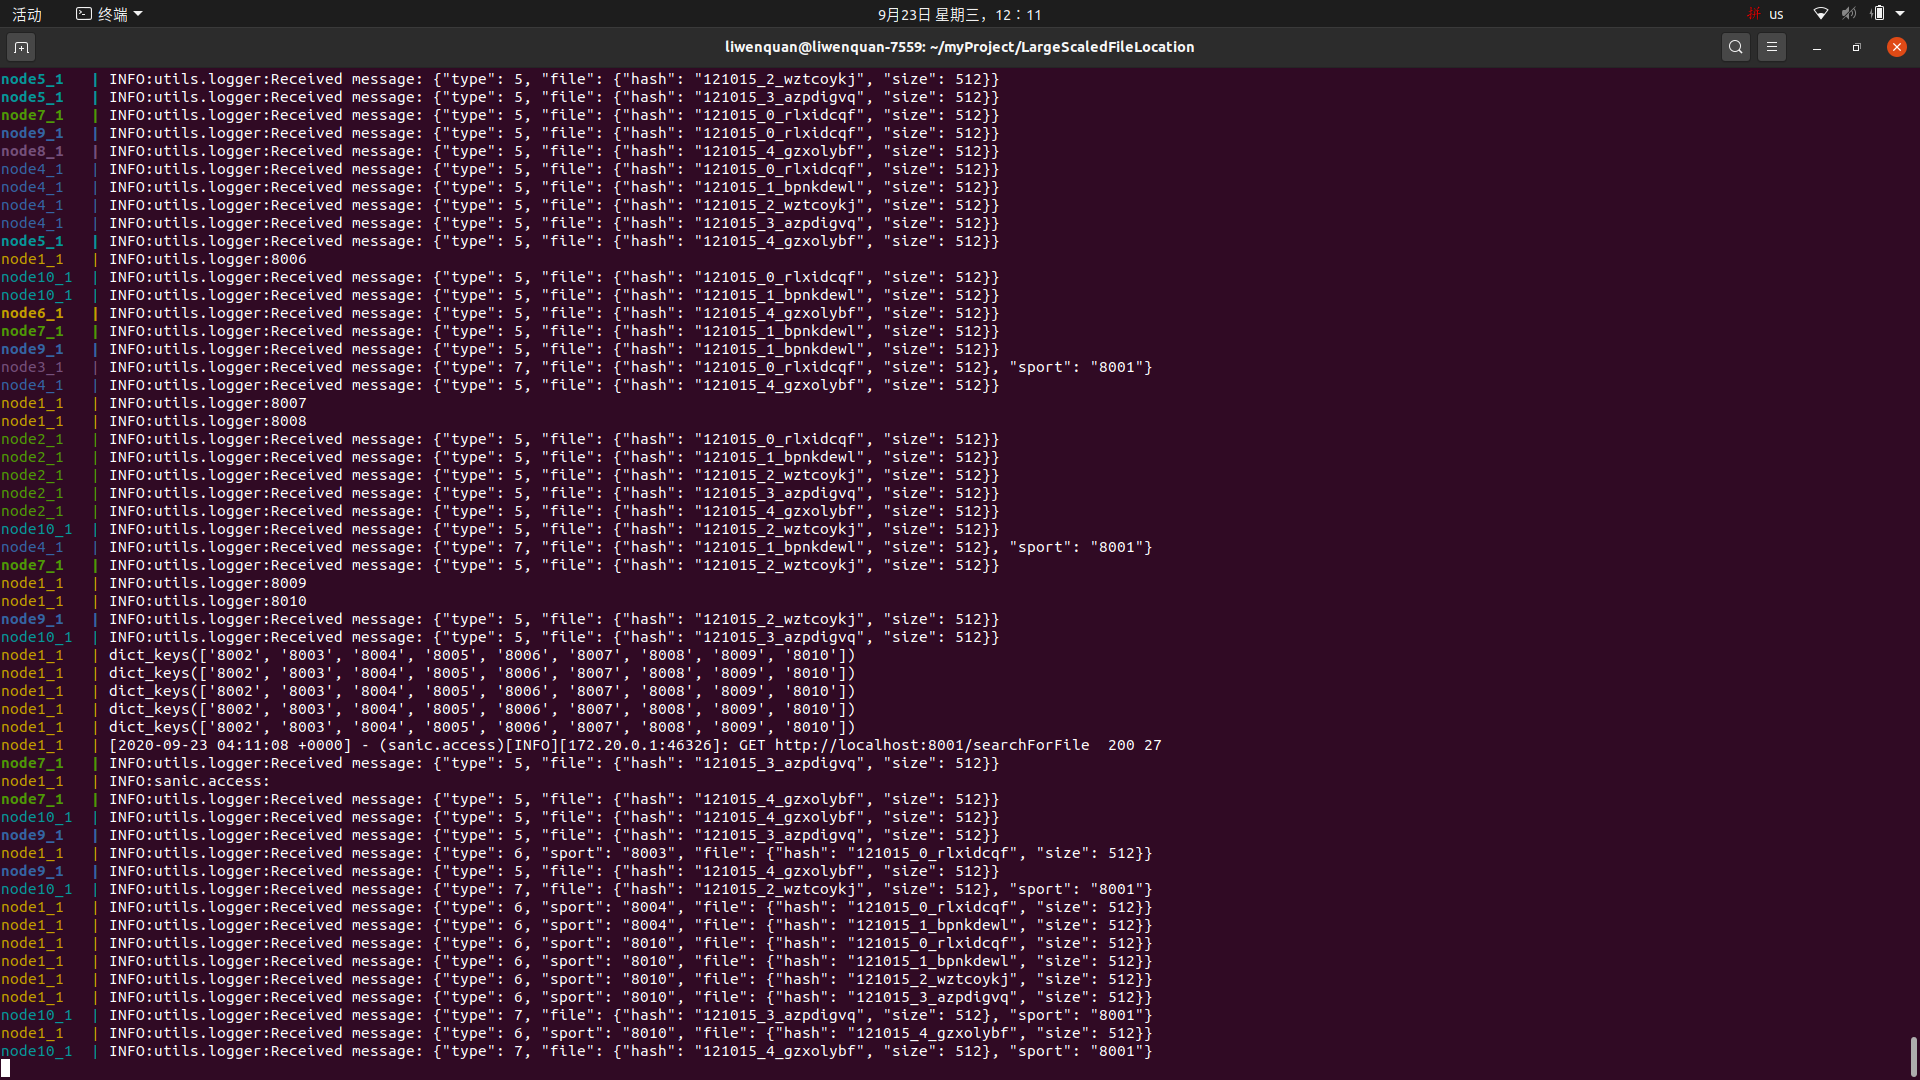 活动 终端 9月23日 星期三, 12：11 拼 us
liwenquan@liwenquan-7559: ~/myProject/LargeScaledFileLocation
node5_1   | INFO:utils.logger:Received message: {"type": 5, "file": {"hash": "121015_2_wztcoykj", "size": 512}}
node5_1   | INFO:utils.logger:Received message: {"type": 5, "file": {"hash": "121015_3_azpdigvq", "size": 512}}
node7_1   | INFO:utils.logger:Received message: {"type": 5, "file": {"hash": "121015_0_rlxidcqf", "size": 512}}
node9_1   | INFO:utils.logger:Received message: {"type": 5, "file": {"hash": "121015_0_rlxidcqf", "size": 512}}
node8_1   | INFO:utils.logger:Received message: {"type": 5, "file": {"hash": "121015_4_gzxolybf", "size": 512}}
node4_1   | INFO:utils.logger:Received message: {"type": 5, "file": {"hash": "121015_0_rlxidcqf", "size": 512}}
node4_1   | INFO:utils.logger:Received message: {"type": 5, "file": {"hash": "121015_1_bpnkdewl", "size": 512}}
node4_1   | INFO:utils.logger:Received message: {"type": 5, "file": {"hash": "121015_2_wztcoykj", "size": 512}}
node4_1   | INFO:utils.logger:Received message: {"type": 5, "file": {"hash": "121015_3_azpdigvq", "size": 512}}
node5_1   | INFO:utils.logger:Received message: {"type": 5, "file": {"hash": "121015_4_gzxolybf", "size": 512}}
node1_1   | INFO:utils.logger:8006
node10_1  | INFO:utils.logger:Received message: {"type": 5, "file": {"hash": "121015_0_rlxidcqf", "size": 512}}
node10_1  | INFO:utils.logger:Received message: {"type": 5, "file": {"hash": "121015_1_bpnkdewl", "size": 512}}
node6_1   | INFO:utils.logger:Received message: {"type": 5, "file": {"hash": "121015_4_gzxolybf", "size": 512}}
node7_1   | INFO:utils.logger:Received message: {"type": 5, "file": {"hash": "121015_1_bpnkdewl", "size": 512}}
node9_1   | INFO:utils.logger:Received message: {"type": 5, "file": {"hash": "121015_1_bpnkdewl", "size": 512}}
node3_1   | INFO:utils.logger:Received message: {"type": 7, "file": {"hash": "121015_0_rlxidcqf", "size": 512}, "sport": "8001"}
node4_1   | INFO:utils.logger:Received message: {"type": 5, "file": {"hash": "121015_4_gzxolybf", "size": 512}}
node1_1   | INFO:utils.logger:8007
node1_1   | INFO:utils.logger:8008
node2_1   | INFO:utils.logger:Received message: {"type": 5, "file": {"hash": "121015_0_rlxidcqf", "size": 512}}
node2_1   | INFO:utils.logger:Received message: {"type": 5, "file": {"hash": "121015_1_bpnkdewl", "size": 512}}
node2_1   | INFO:utils.logger:Received message: {"type": 5, "file": {"hash": "121015_2_wztcoykj", "size": 512}}
node2_1   | INFO:utils.logger:Received message: {"type": 5, "file": {"hash": "121015_3_azpdigvq", "size": 512}}
node2_1   | INFO:utils.logger:Received message: {"type": 5, "file": {"hash": "121015_4_gzxolybf", "size": 512}}
node10_1  | INFO:utils.logger:Received message: {"type": 5, "file": {"hash": "121015_2_wztcoykj", "size": 512}}
node4_1   | INFO:utils.logger:Received message: {"type": 7, "file": {"hash": "121015_1_bpnkdewl", "size": 512}, "sport": "8001"}
node7_1   | INFO:utils.logger:Received message: {"type": 5, "file": {"hash": "121015_2_wztcoykj", "size": 512}}
node1_1   | INFO:utils.logger:8009
node1_1   | INFO:utils.logger:8010
node9_1   | INFO:utils.logger:Received message: {"type": 5, "file": {"hash": "121015_2_wztcoykj", "size": 512}}
node10_1  | INFO:utils.logger:Received message: {"type": 5, "file": {"hash": "121015_3_azpdigvq", "size": 512}}
node1_1   | dict_keys(['8002', '8003', '8004', '8005', '8006', '8007', '8008', '8009', '8010'])
node1_1   | dict_keys(['8002', '8003', '8004', '8005', '8006', '8007', '8008', '8009', '8010'])
node1_1   | dict_keys(['8002', '8003', '8004', '8005', '8006', '8007', '8008', '8009', '8010'])
node1_1   | dict_keys(['8002', '8003', '8004', '8005', '8006', '8007', '8008', '8009', '8010'])
node1_1   | dict_keys(['8002', '8003', '8004', '8005', '8006', '8007', '8008', '8009', '8010'])
node1_1   | [2020-09-23 04:11:08 +0000] - (sanic.access)[INFO][172.20.0.1:46326]: GET http://localhost:8001/searchForFile  200 27
node7_1   | INFO:utils.logger:Received message: {"type": 5, "file": {"hash": "121015_3_azpdigvq", "size": 512}}
node1_1   | INFO:sanic.access:
node7_1   | INFO:utils.logger:Received message: {"type": 5, "file": {"hash": "121015_4_gzxolybf", "size": 512}}
node10_1  | INFO:utils.logger:Received message: {"type": 5, "file": {"hash": "121015_4_gzxolybf", "size": 512}}
node9_1   | INFO:utils.logger:Received message: {"type": 5, "file": {"hash": "121015_3_azpdigvq", "size": 512}}
node1_1   | INFO:utils.logger:Received message: {"type": 6, "sport": "8003", "file": {"hash": "121015_0_rlxidcqf", "size": 512}}
node9_1   | INFO:utils.logger:Received message: {"type": 5, "file": {"hash": "121015_4_gzxolybf", "size": 512}}
node10_1  | INFO:utils.logger:Received message: {"type": 7, "file": {"hash": "121015_2_wztcoykj", "size": 512}, "sport": "8001"}
node1_1   | INFO:utils.logger:Received message: {"type": 6, "sport": "8004", "file": {"hash": "121015_0_rlxidcqf", "size": 512}}
node1_1   | INFO:utils.logger:Received message: {"type": 6, "sport": "8004", "file": {"hash": "121015_1_bpnkdewl", "size": 512}}
node1_1   | INFO:utils.logger:Received message: {"type": 6, "sport": "8010", "file": {"hash": "121015_0_rlxidcqf", "size": 512}}
node1_1   | INFO:utils.logger:Received message: {"type": 6, "sport": "8010", "file": {"hash": "121015_1_bpnkdewl", "size": 512}}
node1_1   | INFO:utils.logger:Received message: {"type": 6, "sport": "8010", "file": {"hash": "121015_2_wztcoykj", "size": 512}}
node1_1   | INFO:utils.logger:Received message: {"type": 6, "sport": "8010", "file": {"hash": "121015_3_azpdigvq", "size": 512}}
node10_1  | INFO:utils.logger:Received message: {"type": 7, "file": {"hash": "121015_3_azpdigvq", "size": 512}, "sport": "8001"}
node1_1   | INFO:utils.logger:Received message: {"type": 6, "sport": "8010", "file": {"hash": "121015_4_gzxolybf", "size": 512}}
node10_1  | INFO:utils.logger:Received message: {"type": 7, "file": {"hash": "121015_4_gzxolybf", "size": 512}, "sport": "8001"}